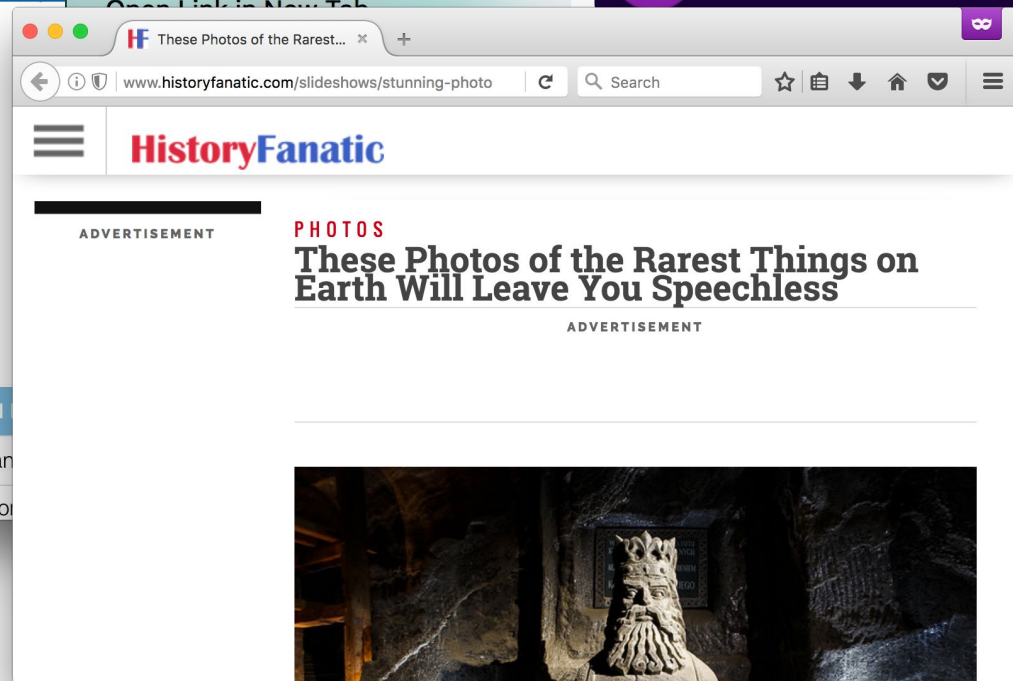 Open Link in New Tab
These Photos of the Rarest...
www.historyfanatic.com/slideshows/stunning-photo
Search
HistoryFanatic
ADVERTISEMENT
PHOTOS
These Photos of the Rarest Things on
Earth Will Leave You Speechless
ADVERTISEMENT